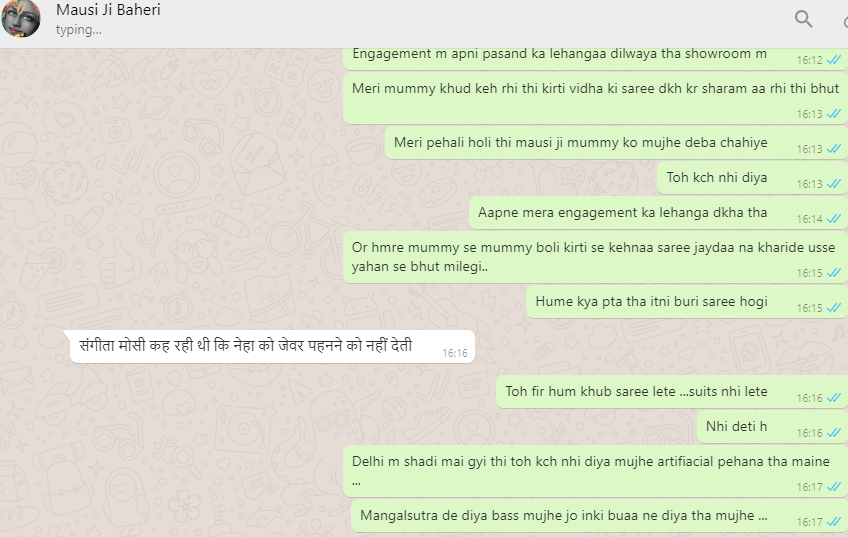 Mausi Ji Baheri
typing...
Engagement m apni pasand ka lehangaa dilwaya tha showroom m
16:12
Meri mummy khud keh rhi thi kirti vidha ki saree dkh kr sharam aa rhi thi bhut
16:13
Meri pehali holi thi mausi ji mummy ko mujhe deba chahiye
16:13
Toh kch nhi diya
16:13
Aapne mera engagement ka lehanga dkha tha
16:14
Or hmre mummy se mummy boli kirti se kehnaa saree jaydaa na kharide usse
yahan se bhut milegi..
16:15
Hume kya pta tha itni buri saree hogi
16:15
संगीता मोसी कह रही थी कि नेहा को जेवर पहनने को नहीं देती
16:16
Toh fir hum khub saree lete ...suits nhi lete
16:16
Nhi deti h
16:16
Delhi m shadi mai gyi thi toh kch nhi diya mujhe artifiacial pehana tha maine
...
16:17
Mangalsutra de diya bass mujhe jo inki buaa ne diya tha mujhe ...
16:17